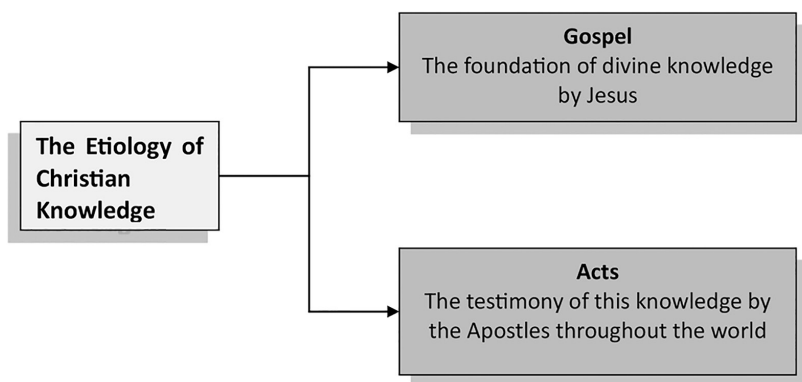 The Etiology of
Christian
Knowledge
Gospel
The foundation of divine knowledge
by Jesus
Acts
The testimony of this knowledge by
the Apostles throughout the world